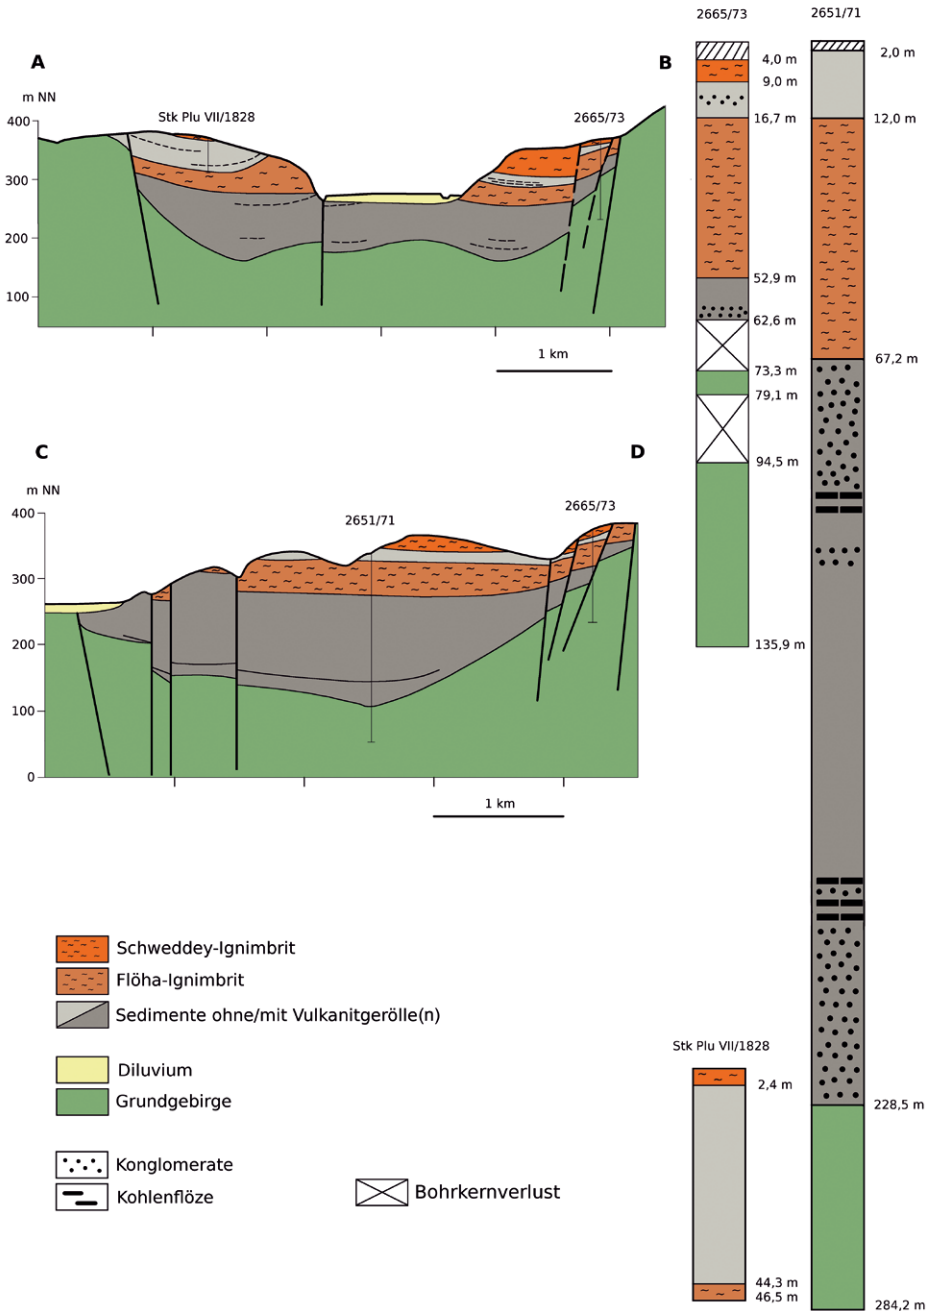 2665/73
2651/71
A
B
m NN
Stk Plu VII/1828
2665/73
400
300
200
100
1 km
C
D
m NN
2651/71
2665/73
400
300
200
100
0
1 km
4,0 m
9,0 m
16,7 m
52,9 m
62,6 m
73,3 m
79,1 m
94,5 m
135,9 m
2,0 m
12,0 m
67,2 m
228,5 m
284,2 m
Schweddey-Ignimbrit
Flöha-Ignimbrit
Sedimente ohne/mit Vulkanitgerölle(n)
Diluvium
Grundgebirge
Konglomerate
Kohlenflöze
Bohrkernverlust
Stk Plu VII/1828
2,4 m
44,3 m
46,5 m